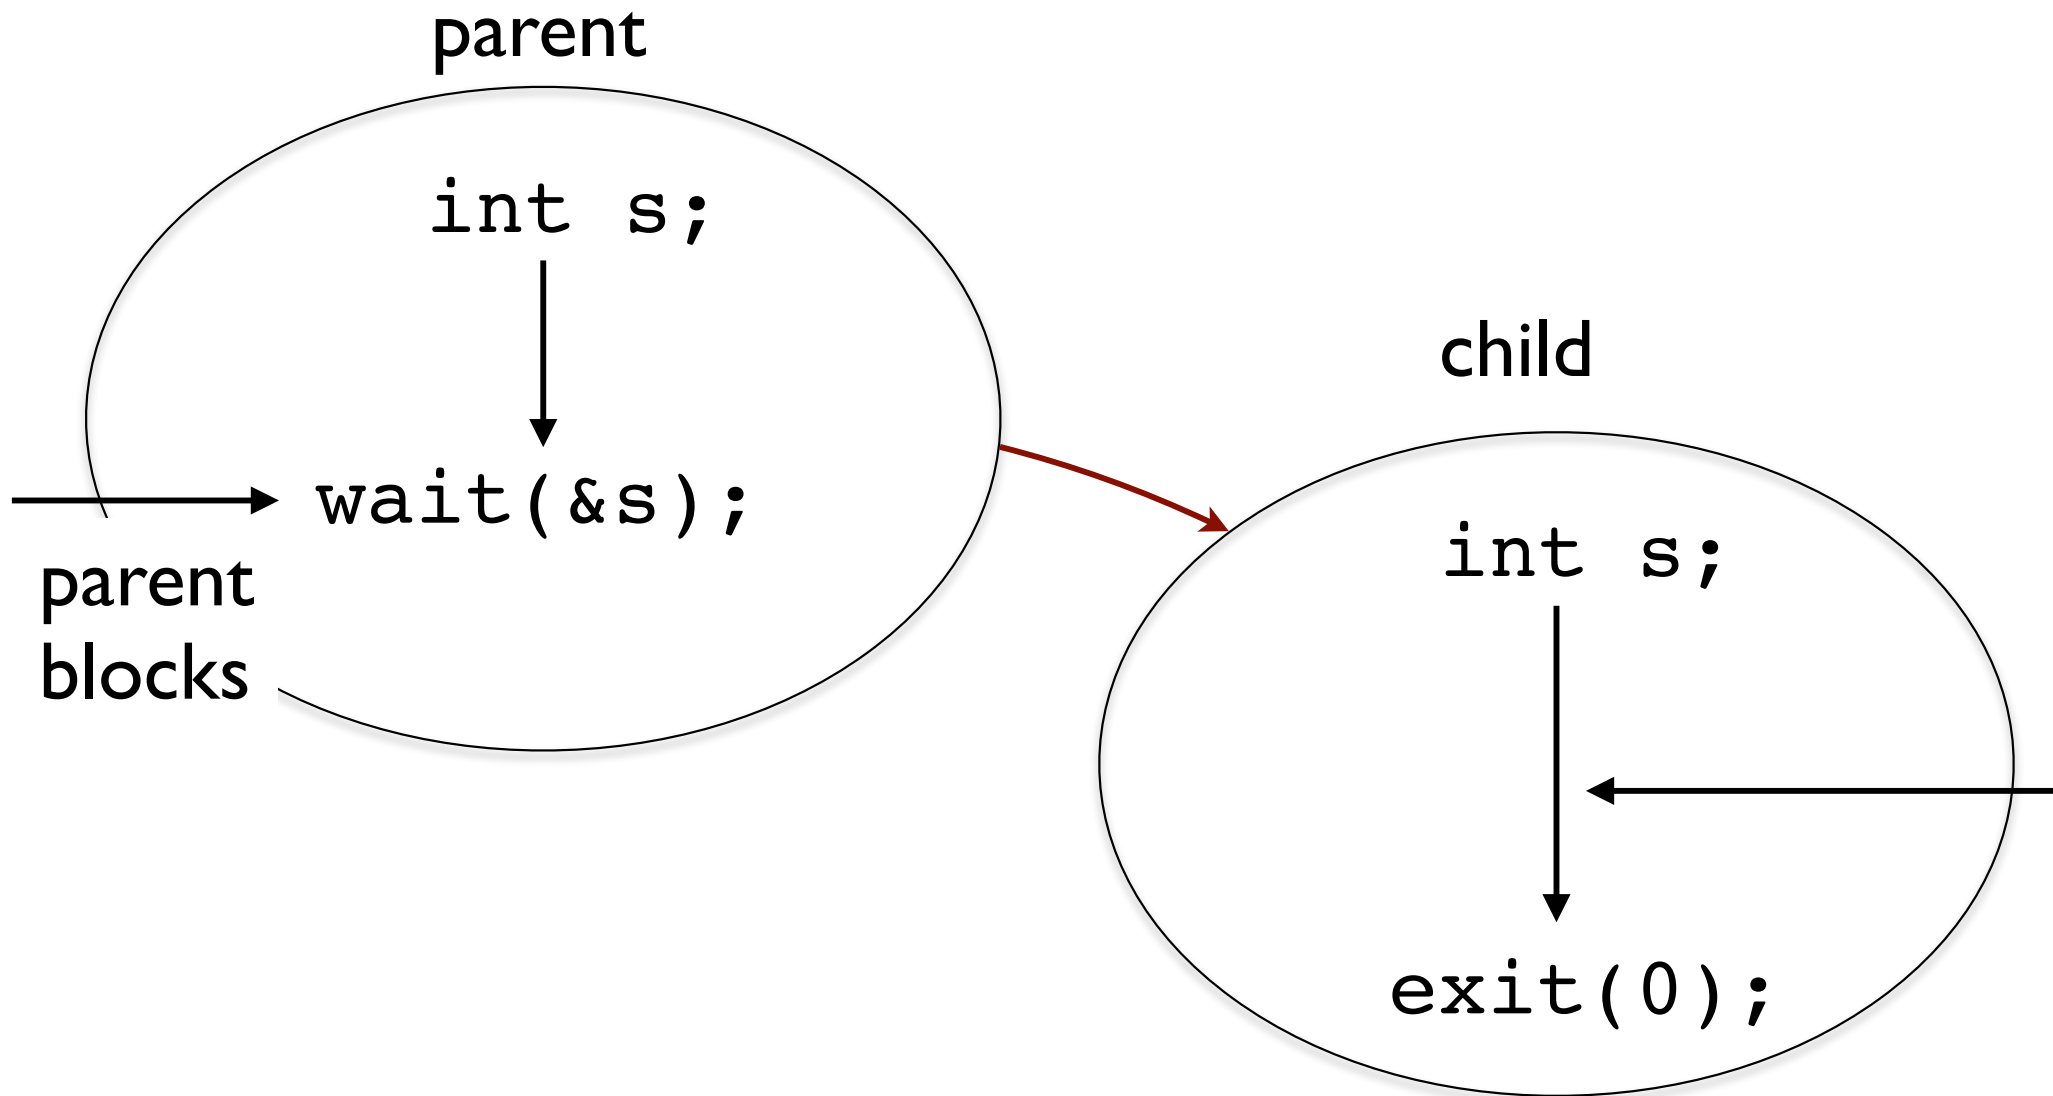 parent
int s;
wait(&s);
parent
blocks
child
int s;
exit(0);